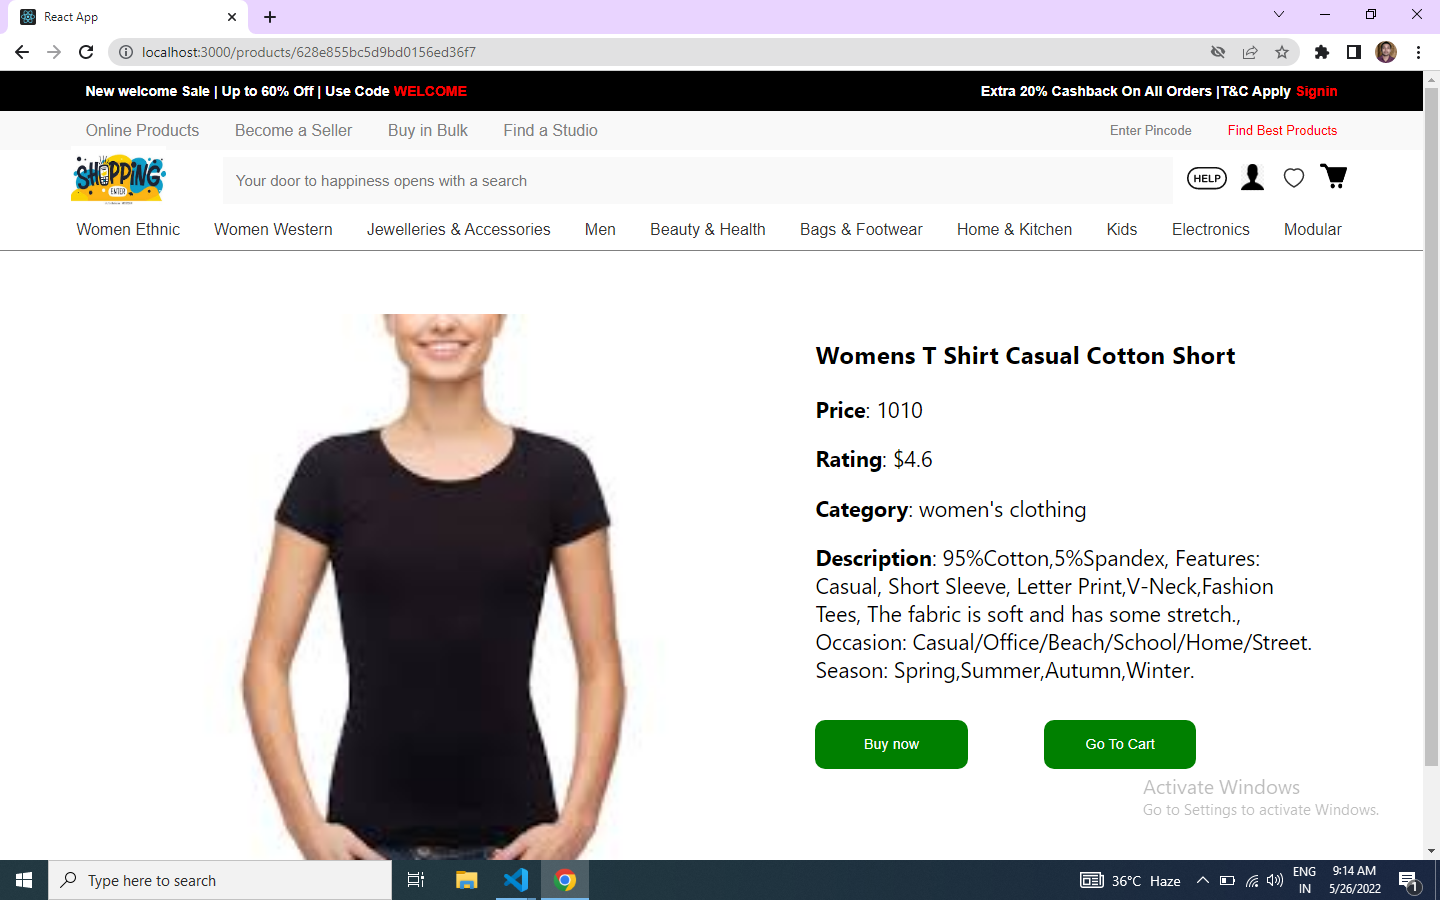 React App
localhost:3000/products/628e855bc5d9bd0156ed36f7
New welcome Sale | Up to 60% Off | Use Code WELCOME
Extra 20% Cashback On All Orders |T&C Apply Signin
Online Products Become a Seller Buy in Bulk Find a Studio
Enter Pincode Find Best Products
SHOPPING
ENTER
Your door to happiness opens with a search
HELP
Women Ethnic Women Western Jewelleries & Accessories Men Beauty & Health Bags & Footwear Home & Kitchen Kids Electronics Modular
Womens T Shirt Casual Cotton Short
Price: 1010
Rating: $4.6
Category: women's clothing
Description: 95%Cotton,5%Spandex, Features:
Casual, Short Sleeve, Letter Print,V-Neck,Fashion
Tees, The fabric is soft and has some stretch.,
Occasion: Casual/Office/Beach/School/Home/Street.
Season: Spring,Summer,Autumn,Winter.
Buy now Go To Cart
Activate Windows
Go to Settings to activate Windows.
Type here to search
36°C Haze
ENG
IN
9:14 AM
5/26/2022
1